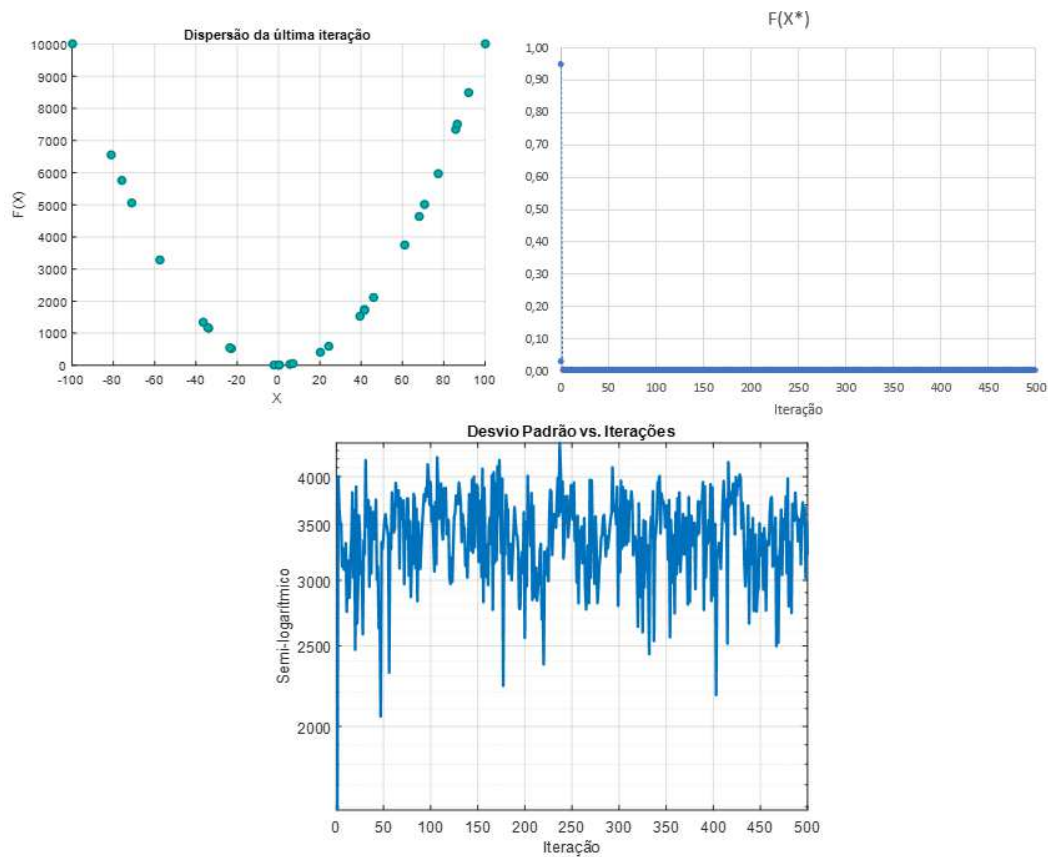 Dispersão da última iteração
10000
9000
8000
7000
6000
5000
4000
3000
2000
1000
0
F(X)
-100 -80 -60 -40 -20 0 20 40 60 80 100
X
F(X*)
1,00
0,90
0,80
0,70
0,60
0,50
0,40
0,30
0,20
0,10
0,00
0 50 100 150 200 250 300 350 400 450 500
Iteração
Desvio Padrão vs. Iterações
4000
3500
3000
2500
2000
Semi-logarítmico
0 50 100 150 200 250 300 350 400 450 500
Iteração